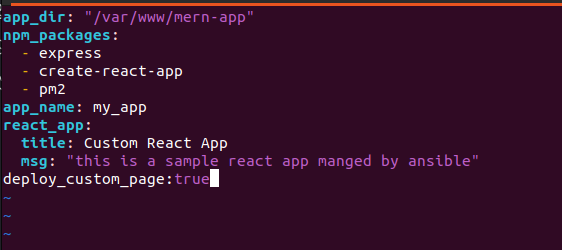 app_dir: "/var/www/mern-app"
npm_packages:
  - express
  - create-react-app
  - pm2
app_name: my_app
react_app:
  title: Custom React App
  msg: "this is a sample react app manged by ansible"
deploy_custom_page:true
~
~
~